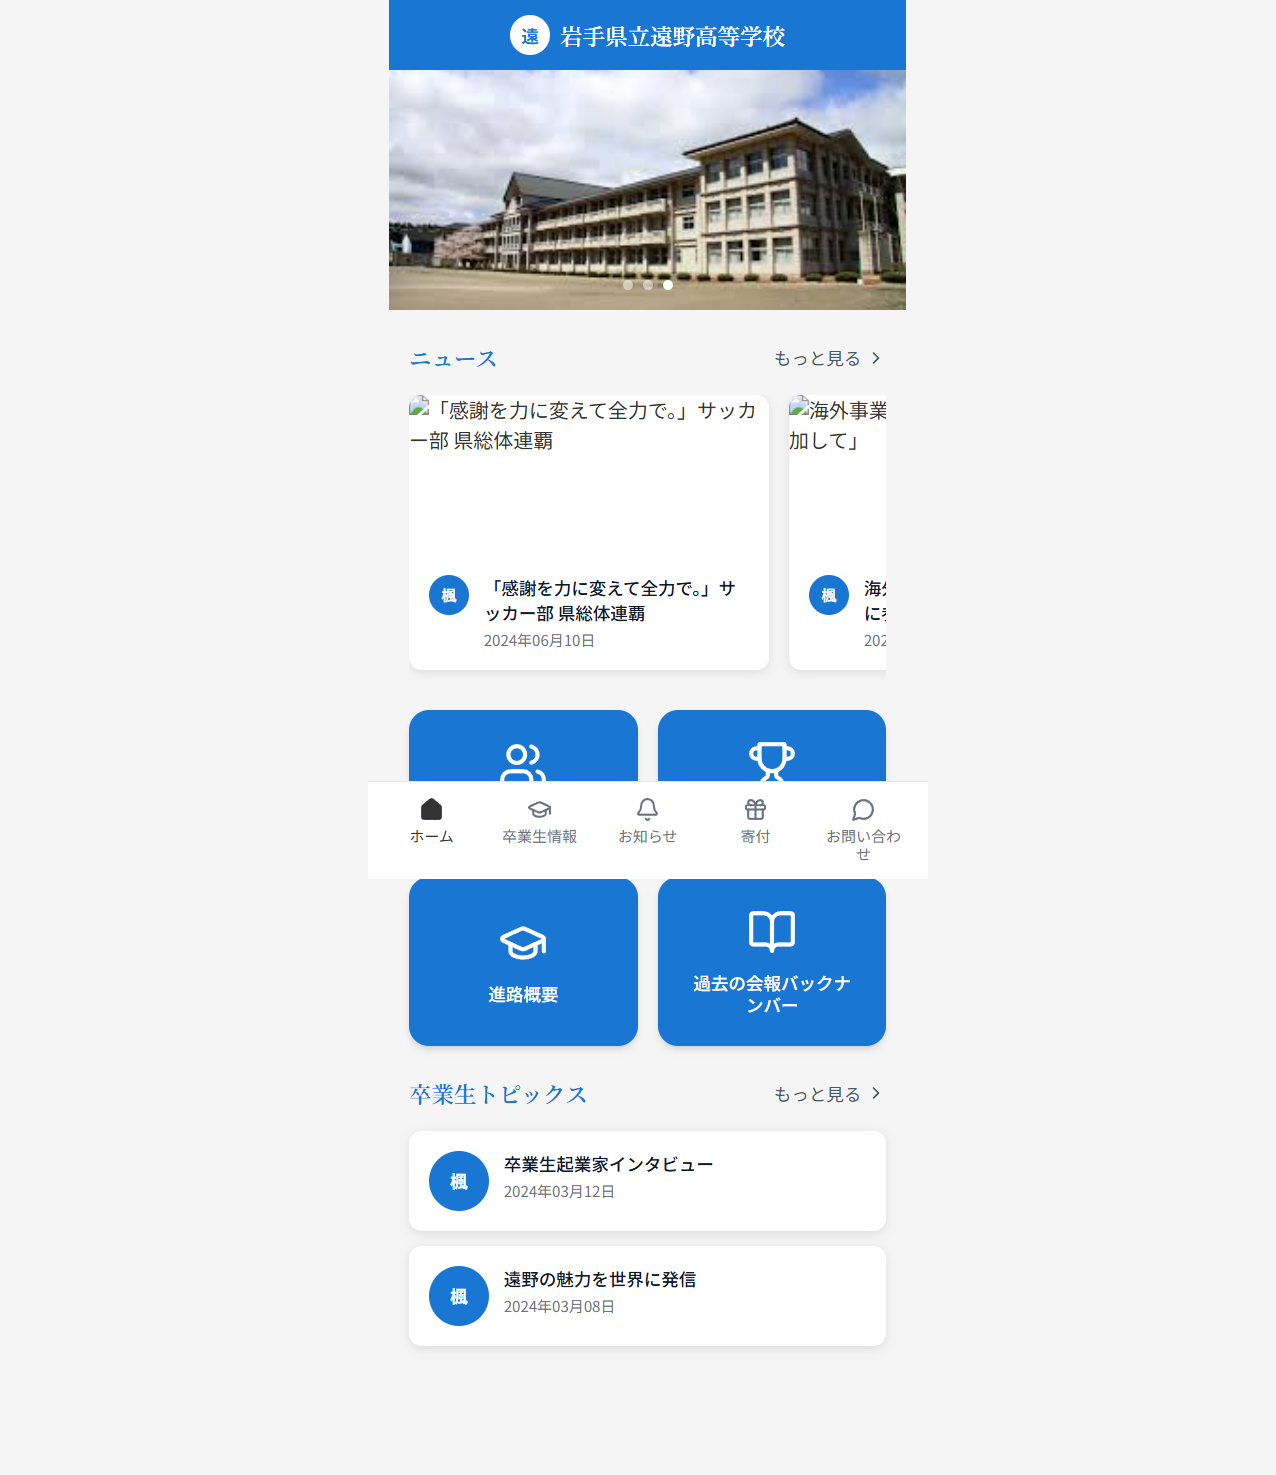 遠 岩手県立遠野高等学校
ニュース
もっと見る
「感謝を力に変えて全力で。」サッカ
ー部 県総体連覇
海外事業
加して」
楓
「感謝を力に変えて全力で。」サ
ッカー部 県総体連覇
2024年06月10日
楓
海外
に参
202
ホーム
卒業生情報
お知らせ
寄付
お問い合わ
せ
進路概要
過去の会報バックナ
ンバー
卒業生トピックス
もっと見る
楓
卒業生起業家インタビュー
2024年03月12日
楓
遠野の魅力を世界に発信
2024年03月08日